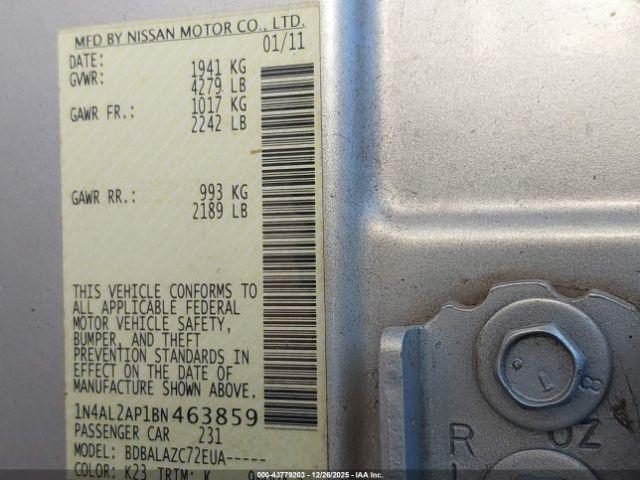 MFD BY NISSAN MOTOR CO., LTD.
DATE: 01/11
GVWR: 1941 KG
4279 LB
GAWR FR.: 1017 KG
2242 LB
GAWR RR.: 993 KG
2189 LB
THIS VEHICLE CONFORMS TO
ALL APPLICABLE FEDERAL
MOTOR VEHICLE SAFETY,
BUMPER, AND THEFT
PREVENTION STANDARDS IN
EFFECT ON THE DATE OF
MANUFACTURE SHOWN ABOVE.
1N4AL2AP1BN463859
PASSENGER CAR 231
MODEL: BDBALAZC72EUA-----
COLOR: K23 TRIM: K
8
R OZ
00-43779203 - 12/26/2025 - IAA Inc.